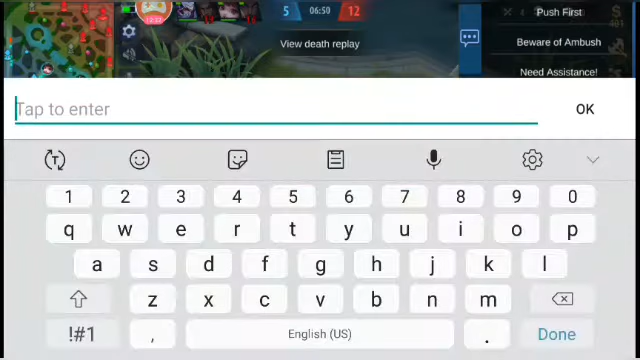 5 06:50 12
View death replay
Push First
Beware of Ambush
Need Assistance!
Tap to enter
OK
1 2 3 4 5 6 7 8 9 0
q w e r t y u i o p
a s d f g h j k l
z x c v b n m
!#1 , English (US) . Done